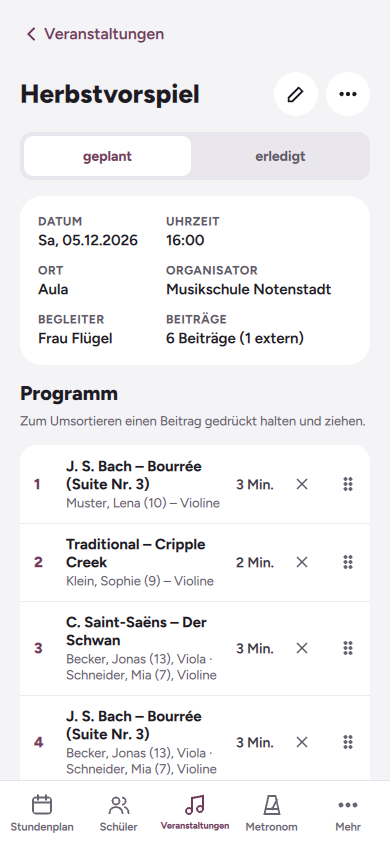 Veranstaltungen
Herbstvorspiel
geplant
erledigt
DATUM
UHRZEIT
Sa, 05.12.2026
16:00
ORT
ORGANISATOR
Aula
Musikschule Notenstadt
BEGLEITER
BEITRÄGE
Frau Flügel
6 Beiträge (1 extern)
Programm
Zum Umsortieren einen Beitrag gedrückt halten und ziehen.
1
J. S. Bach – Bourrée
(Suite Nr. 3)
Muster, Lena (10) – Violine
3 Min.
2
Traditional – Cripple
Creek
Klein, Sophie (9) – Violine
2 Min.
3
C. Saint-Saëns – Der
Schwan
Becker, Jonas (13), Viola ·
Schneider, Mia (7), Violine
3 Min.
4
J. S. Bach – Bourrée
(Suite Nr. 3)
Becker, Jonas (13), Viola ·
Schneider, Mia (7), Violine
3 Min.
Stundenplan
Schüler
Veranstaltungen
Metronom
Mehr